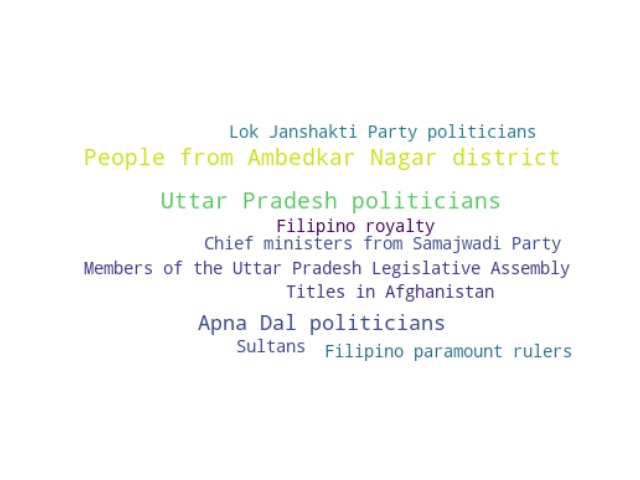 Lok Janshakti Party politicians
People from Ambedkar Nagar district
Uttar Pradesh politicians
Filipino royalty
Chief ministers from Samajwadi Party
Members of the Uttar Pradesh Legislative Assembly
Titles in Afghanistan
Apna Dal politicians
Sultans
Filipino paramount rulers